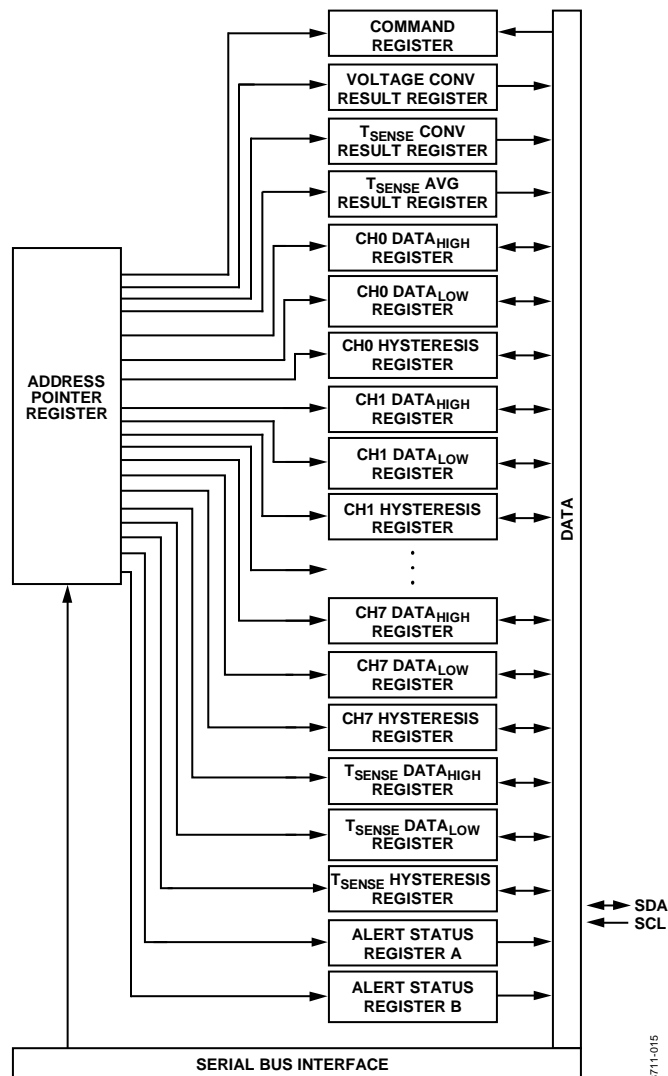 COMMAND
REGISTER
VOLTAGE CONV
RESULT REGISTER
TSENSE CONV
RESULT REGISTER
TSENSE AVG
RESULT REGISTER
CH0 DATAHIGH
REGISTER
CH0 DATALOW
REGISTER
CH0 HYSTERESIS
REGISTER
ADDRESS
POINTER
REGISTER
CH1 DATAHIGH
REGISTER
CH1 DATALOW
REGISTER
CH1 HYSTERESIS
REGISTER
DATA
CH7 DATAHIGH
REGISTER
CH7 DATALOW
REGISTER
CH7 HYSTERESIS
REGISTER
TSENSE DATAHIGH
REGISTER
TSENSE DATALOW
REGISTER
TSENSE HYSTERESIS
REGISTER
SDA
SCL
ALERT STATUS
REGISTER A
ALERT STATUS
REGISTER B
SERIAL BUS INTERFACE